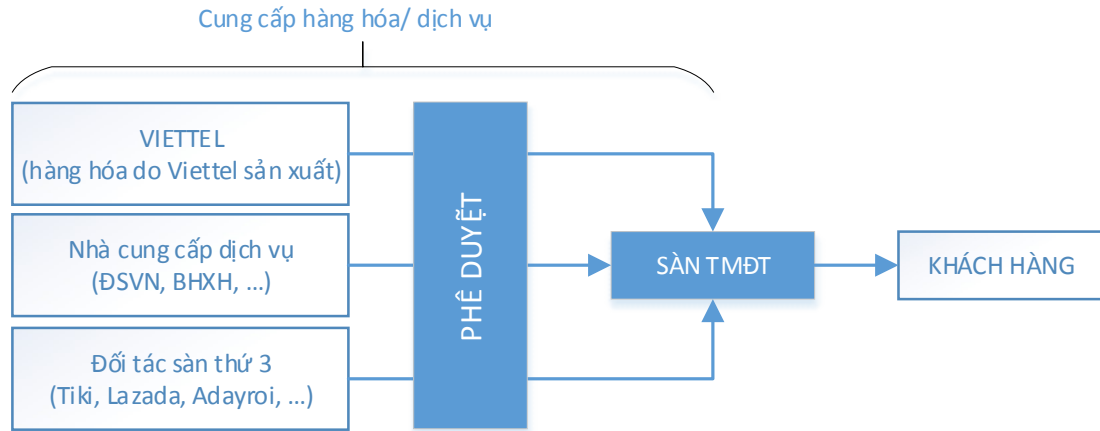 Cung cấp hàng hóa/ dịch vụ
VIETTEL
(hàng hóa do Viettel sản xuất)
Nhà cung cấp dịch vụ
(ĐSVN, BHXH, ...)
Đối tác sàn thứ 3
(Tiki, Lazada, Adayroi, ...)
PHÊ DUYỆT
SÀN TMĐT
KHÁCH HÀNG